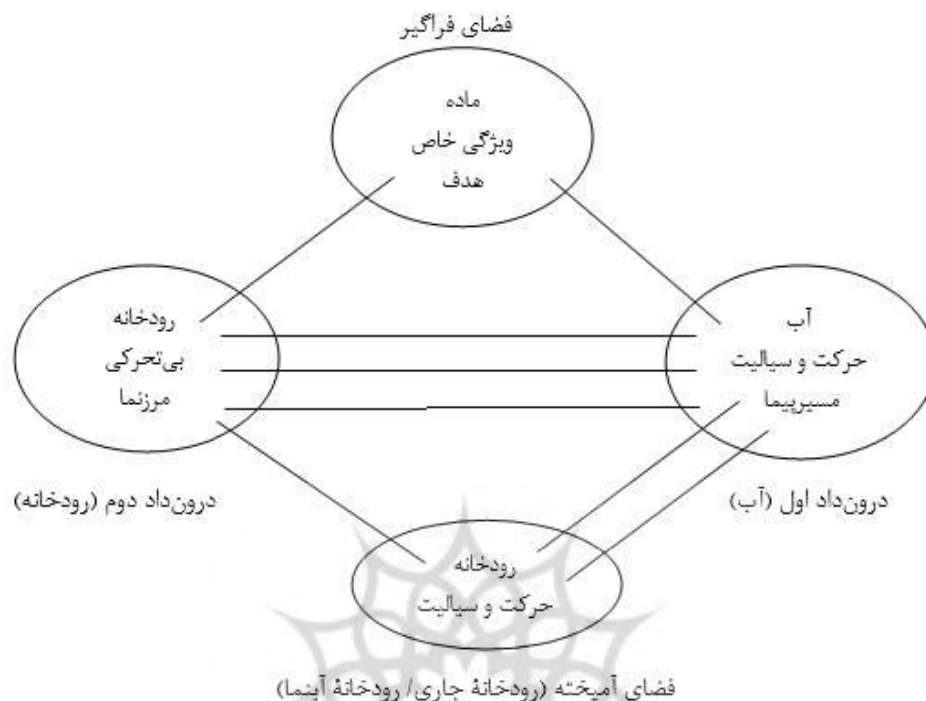 فضای فراگیر
ماده
ویژگی خاص
هدف
آب
حرکت و سیالیت
مسیرپیما
درون‌داد اول (آب)
رودخانه
بی‌تحرکی
مرزنما
درون‌داد دوم (رودخانه)
رودخانه
حرکت و سیالیت
فضای آمیخته (رودخانهٔ جاری/ رودخانهٔ آبنما)